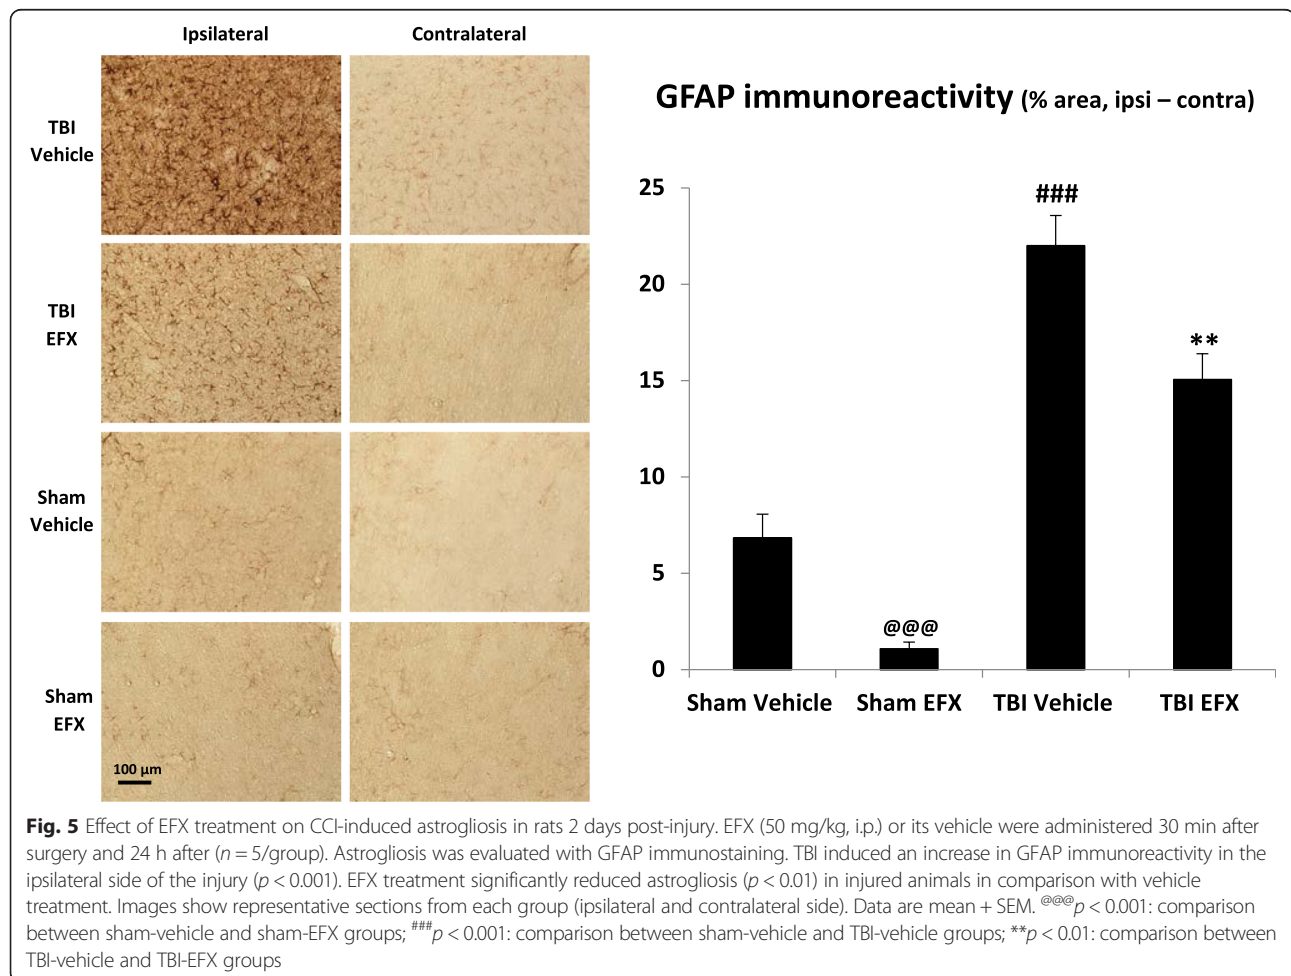 Ipsilateral
Contralateral
TBI
Vehicle
TBI
EFX
Sham
Vehicle
Sham
EFX
100 µm
GFAP immunoreactivity (% area, ipsi – contra)
25
20
15
10
5
0
###
**
@@@
Sham Vehicle
Sham EFX
TBI Vehicle
TBI EFX
Fig. 5 Effect of EFX treatment on CCI-induced astrogliosis in rats 2 days post-injury. EFX (50 mg/kg, i.p.) or its vehicle were administered 30 min after
surgery and 24 h after (n = 5/group). Astrogliosis was evaluated with GFAP immunostaining. TBI induced an increase in GFAP immunoreactivity in the
ipsilateral side of the injury (p < 0.001). EFX treatment significantly reduced astrogliosis (p < 0.01) in injured animals in comparison with vehicle
treatment. Images show representative sections from each group (ipsilateral and contralateral side). Data are mean + SEM. @@@p < 0.001: comparison
between sham-vehicle and sham-EFX groups; ###p < 0.001: comparison between sham-vehicle and TBI-vehicle groups; **p < 0.01: comparison between
TBI-vehicle and TBI-EFX groups